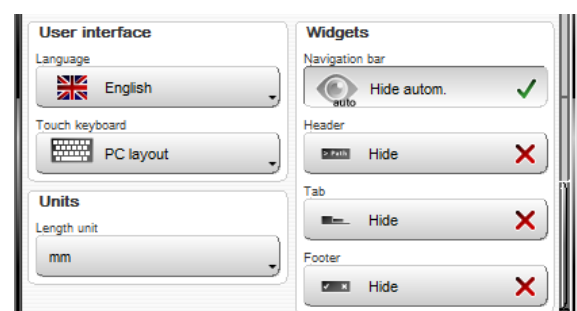 User interface
Language
English
Touch keyboard
PC layout
Units
Length unit
mm
Widgets
Navigation bar
auto
Hide autom.
Header
> Path
Hide
Tab
Hide
Footer
Hide